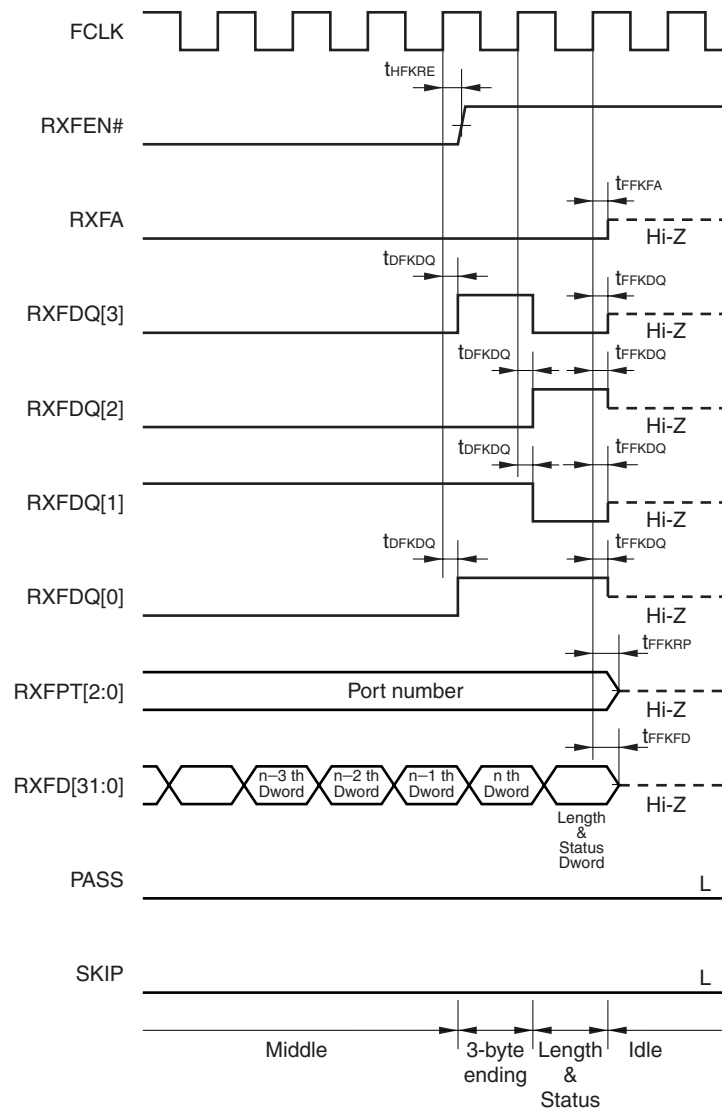 FCLK
tHFKRE
RXFEN#
tFFKFA
RXFA
Hi-Z
tDFKDQ
tFFKDQ
RXFDQ[3]
Hi-Z
tDFKDQ
tFFKDQ
RXFDQ[2]
Hi-Z
tDFKDQ
tFFKDQ
RXFDQ[1]
Hi-Z
tDFKDQ
tFFKDQ
RXFDQ[0]
Hi-Z
tFFKRP
RXFPT[2:0]
Port number
Hi-Z
tFFKFD
RXFD[31:0]
n–3 th
Dword
n–2 th
Dword
n–1 th
Dword
n th
Dword
Hi-Z
Length
&
Status
Dword
PASS
L
SKIP
L
Middle
3-byte
ending
Length
&
Status
Idle